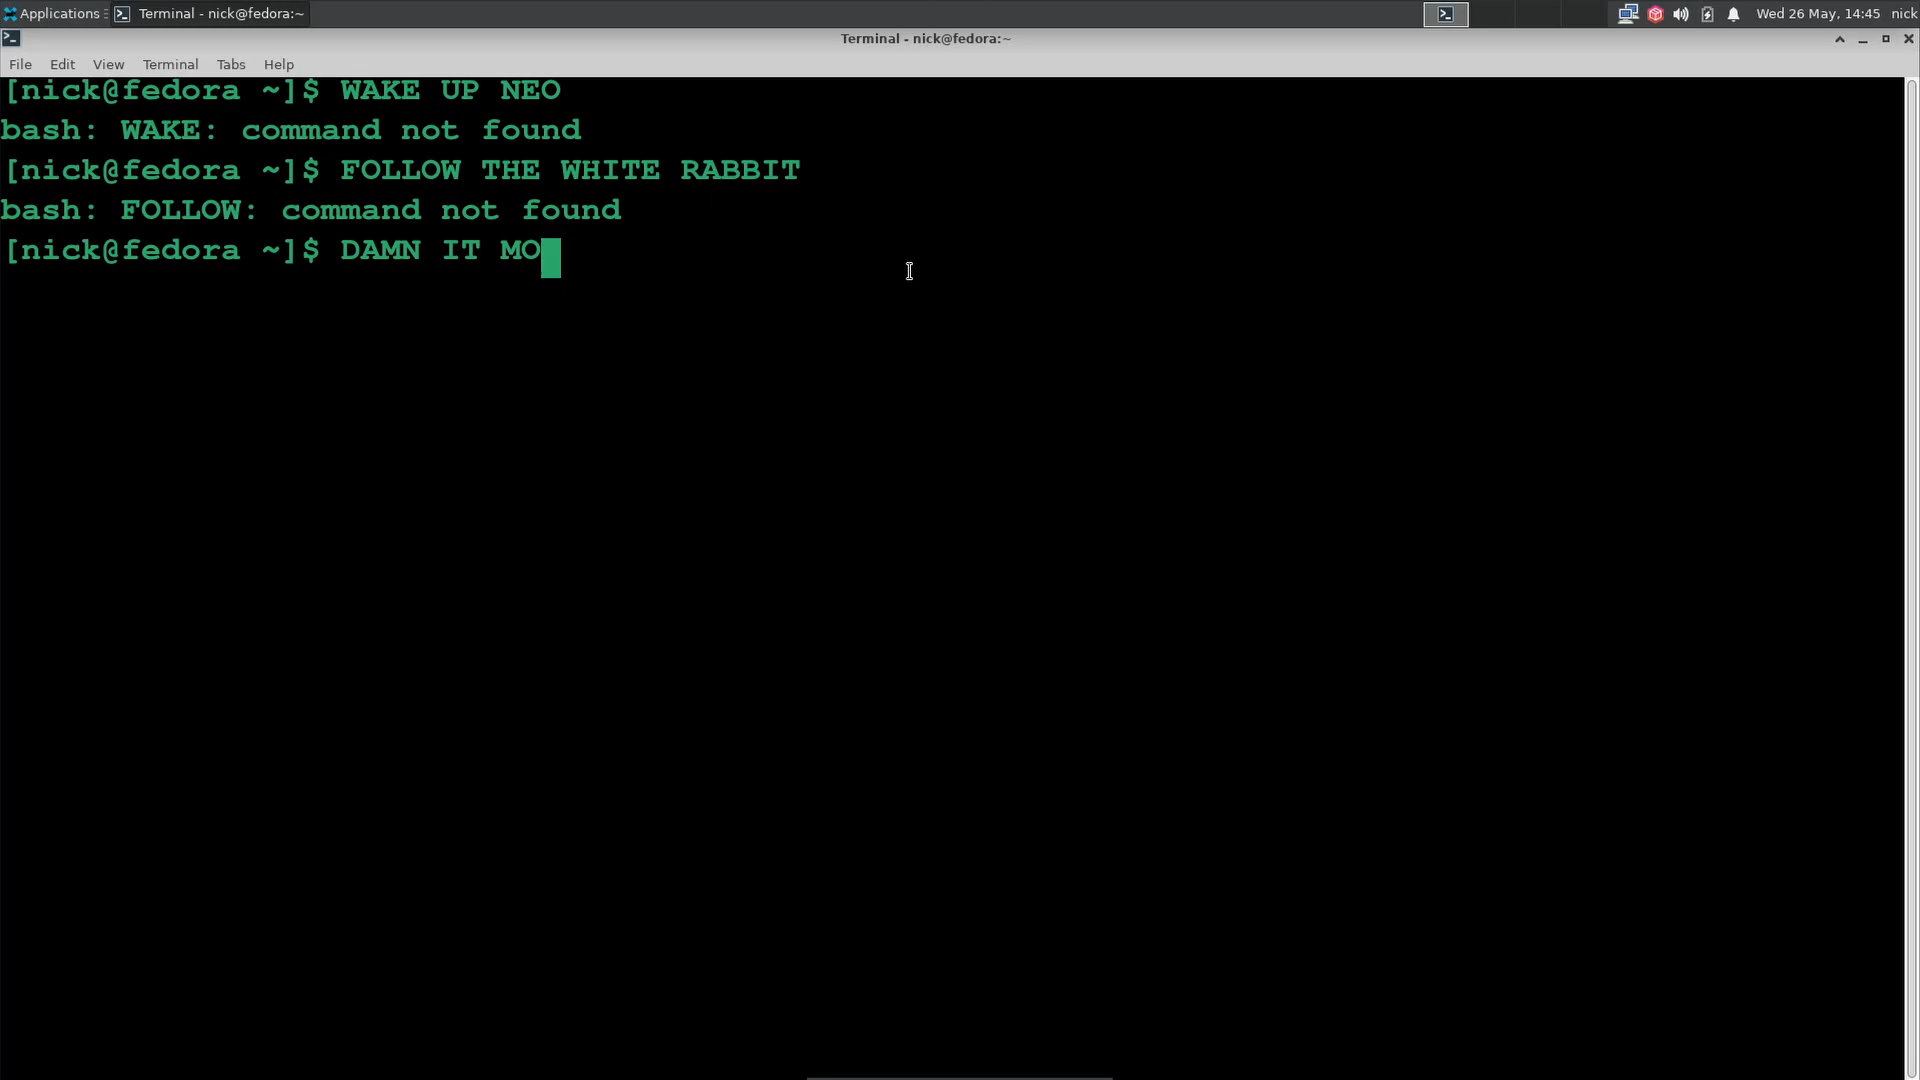 Applications
Terminal - nick@fedora:~
Wed 26 May, 14:45
nick
Terminal - nick@fedora:~
File Edit View Terminal Tabs Help
[nick@fedora ~]$ WAKE UP NEO
bash: WAKE: command not found
[nick@fedora ~]$ FOLLOW THE WHITE RABBIT
bash: FOLLOW: command not found
[nick@fedora ~]$ DAMN IT MO